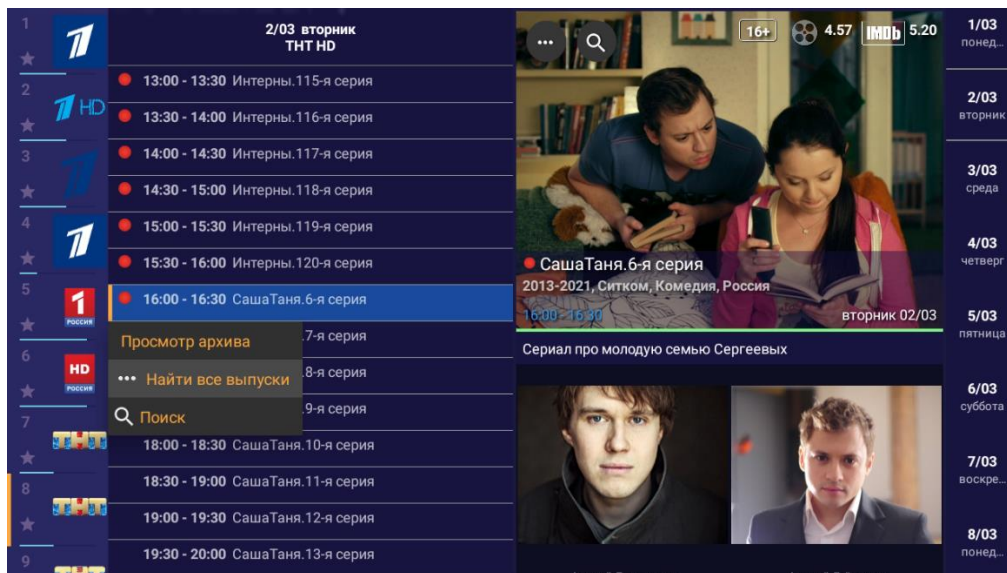 1
2
HD
3
4
5
РОССИЯ
6
HD
РОССИЯ
7
ТНТ
8
ТНТ
9
2/03 вторник
ТНТ HD
13:00 - 13:30 Интерны.115-я серия
13:30 - 14:00 Интерны.116-я серия
14:00 - 14:30 Интерны.117-я серия
14:30 - 15:00 Интерны.118-я серия
15:00 - 15:30 Интерны.119-я серия
15:30 - 16:00 Интерны.120-я серия
16:00 - 16:30 СашаТаня.6-я серия
.7-я серия
.8-я серия
.9-я серия
Просмотр архива
Найти все выпуски
Поиск
18:00 - 18:30 СашаТаня.10-я серия
18:30 - 19:00 СашаТаня.11-я серия
19:00 - 19:30 СашаТаня.12-я серия
19:30 - 20:00 СашаТаня.13-я серия
16+ 4.57 IMDb 5.20
СашаТаня.6-я серия
2013-2021, Ситком, Комедия, Россия
16:00 - 16:30 вторник 02/03
Сериал про молодую семью Сергеевых
1/03
понед...
2/03
вторник
3/03
среда
4/03
четверг
5/03
пятница
6/03
суббота
7/03
воскре...
8/03
понед...